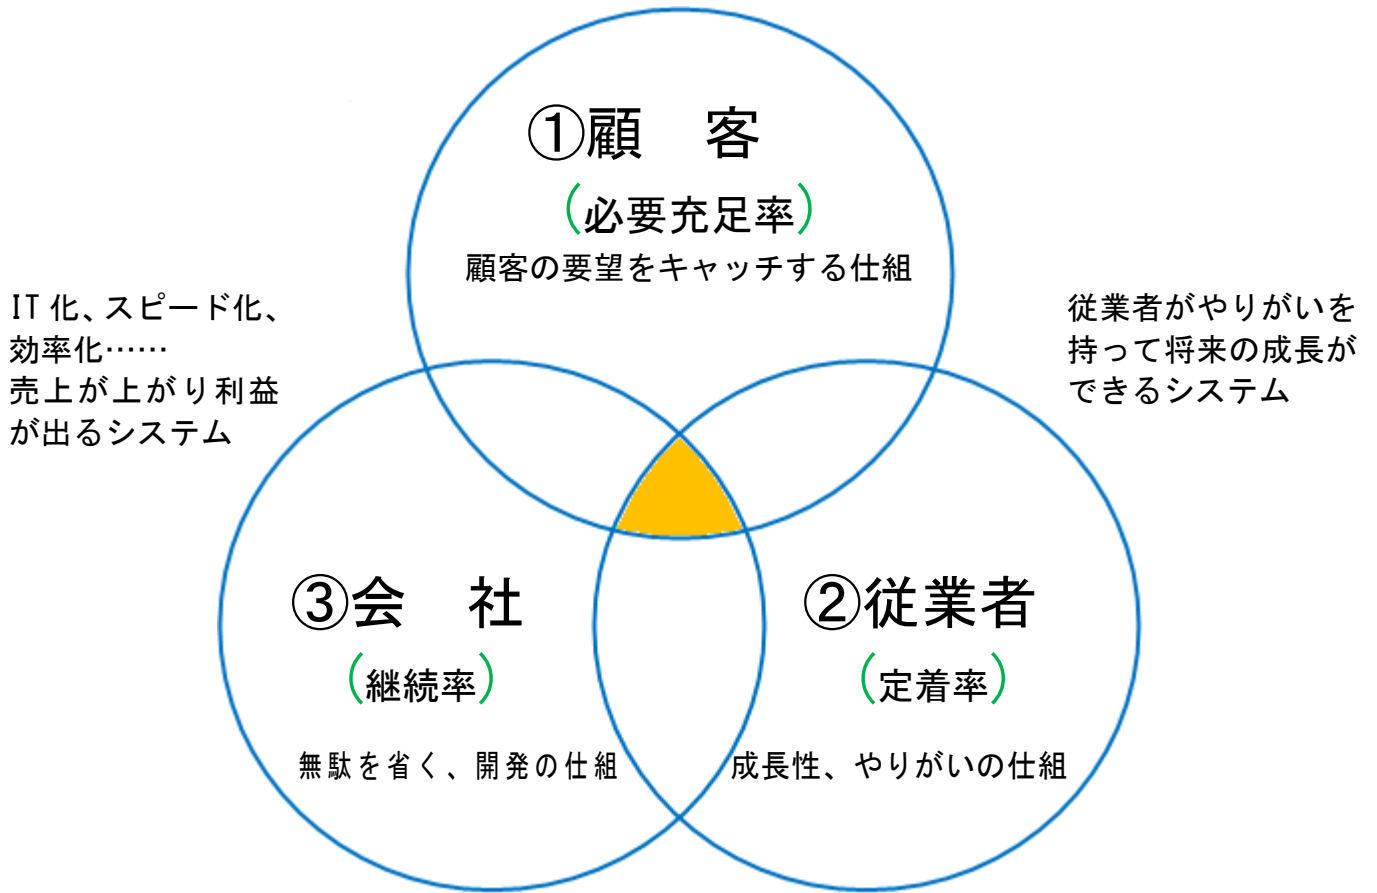 ①顧　客
(必要充足率)
顧客の要望をキャッチする仕組
IT 化、スピード化、
効率化……
売上が上がり利益
が出るシステム
従業者がやりがいを
持って将来の成長が
できるシステム
③会　社
(継続率)
無駄を省く、開発の仕組
②従業者
(定着率)
成長性、やりがいの仕組